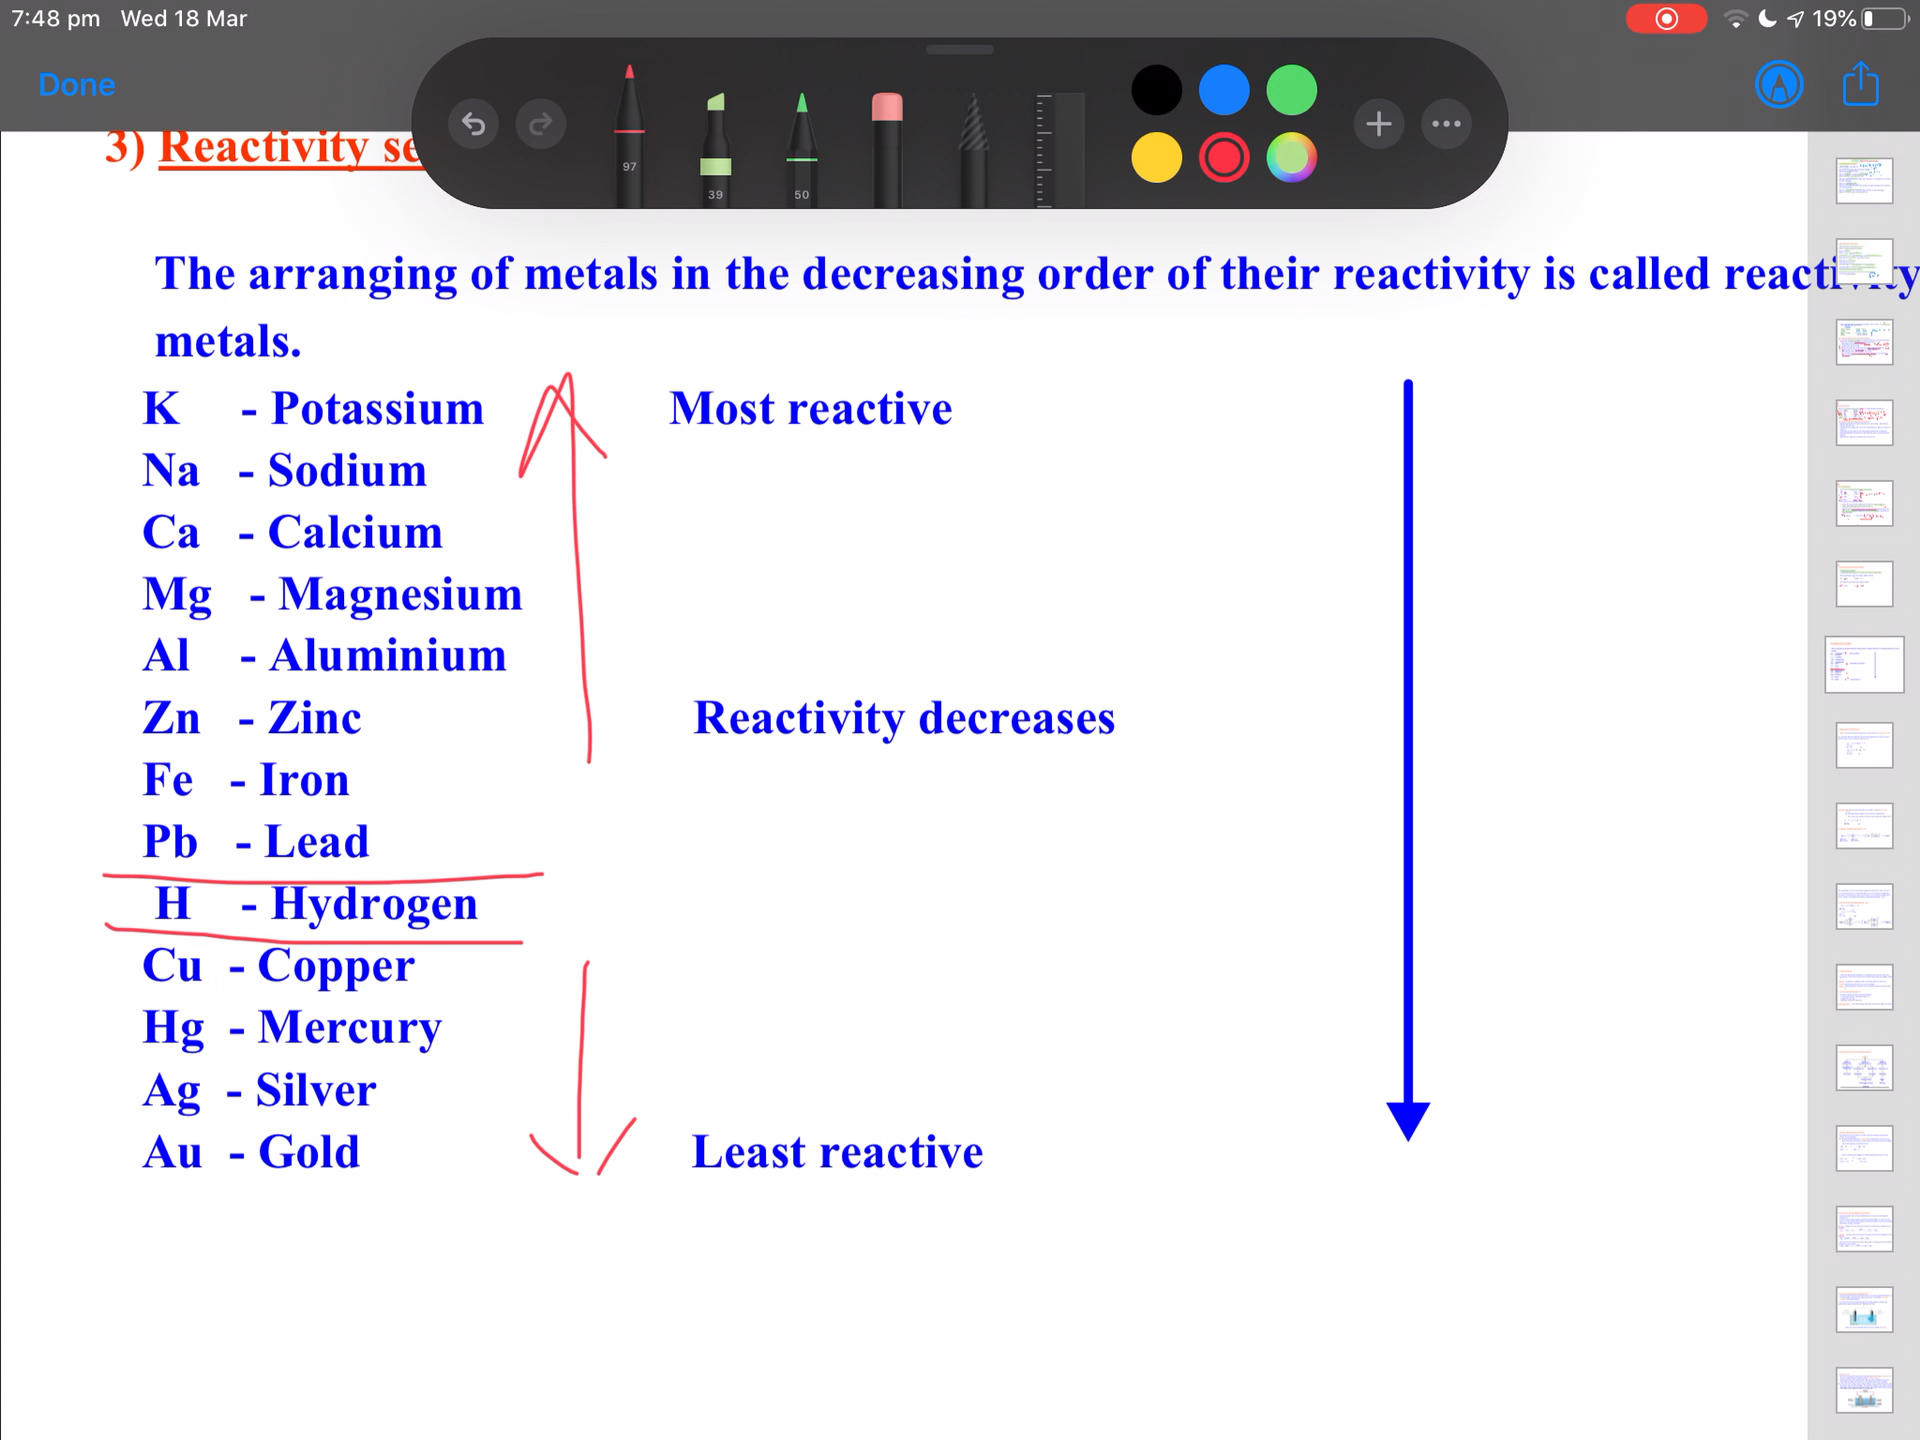 7:48 pm Wed 18 Mar
19%
Done
97
39
50
3) Reactivity se
The arranging of metals in the decreasing order of their reactivity is called reactivity
metals.
K - Potassium Most reactive
Na - Sodium
Ca - Calcium
Mg - Magnesium
Al - Aluminium
Zn - Zinc Reactivity decreases
Fe - Iron
Pb - Lead
H - Hydrogen
Cu - Copper
Hg - Mercury
Ag - Silver
Au - Gold Least reactive